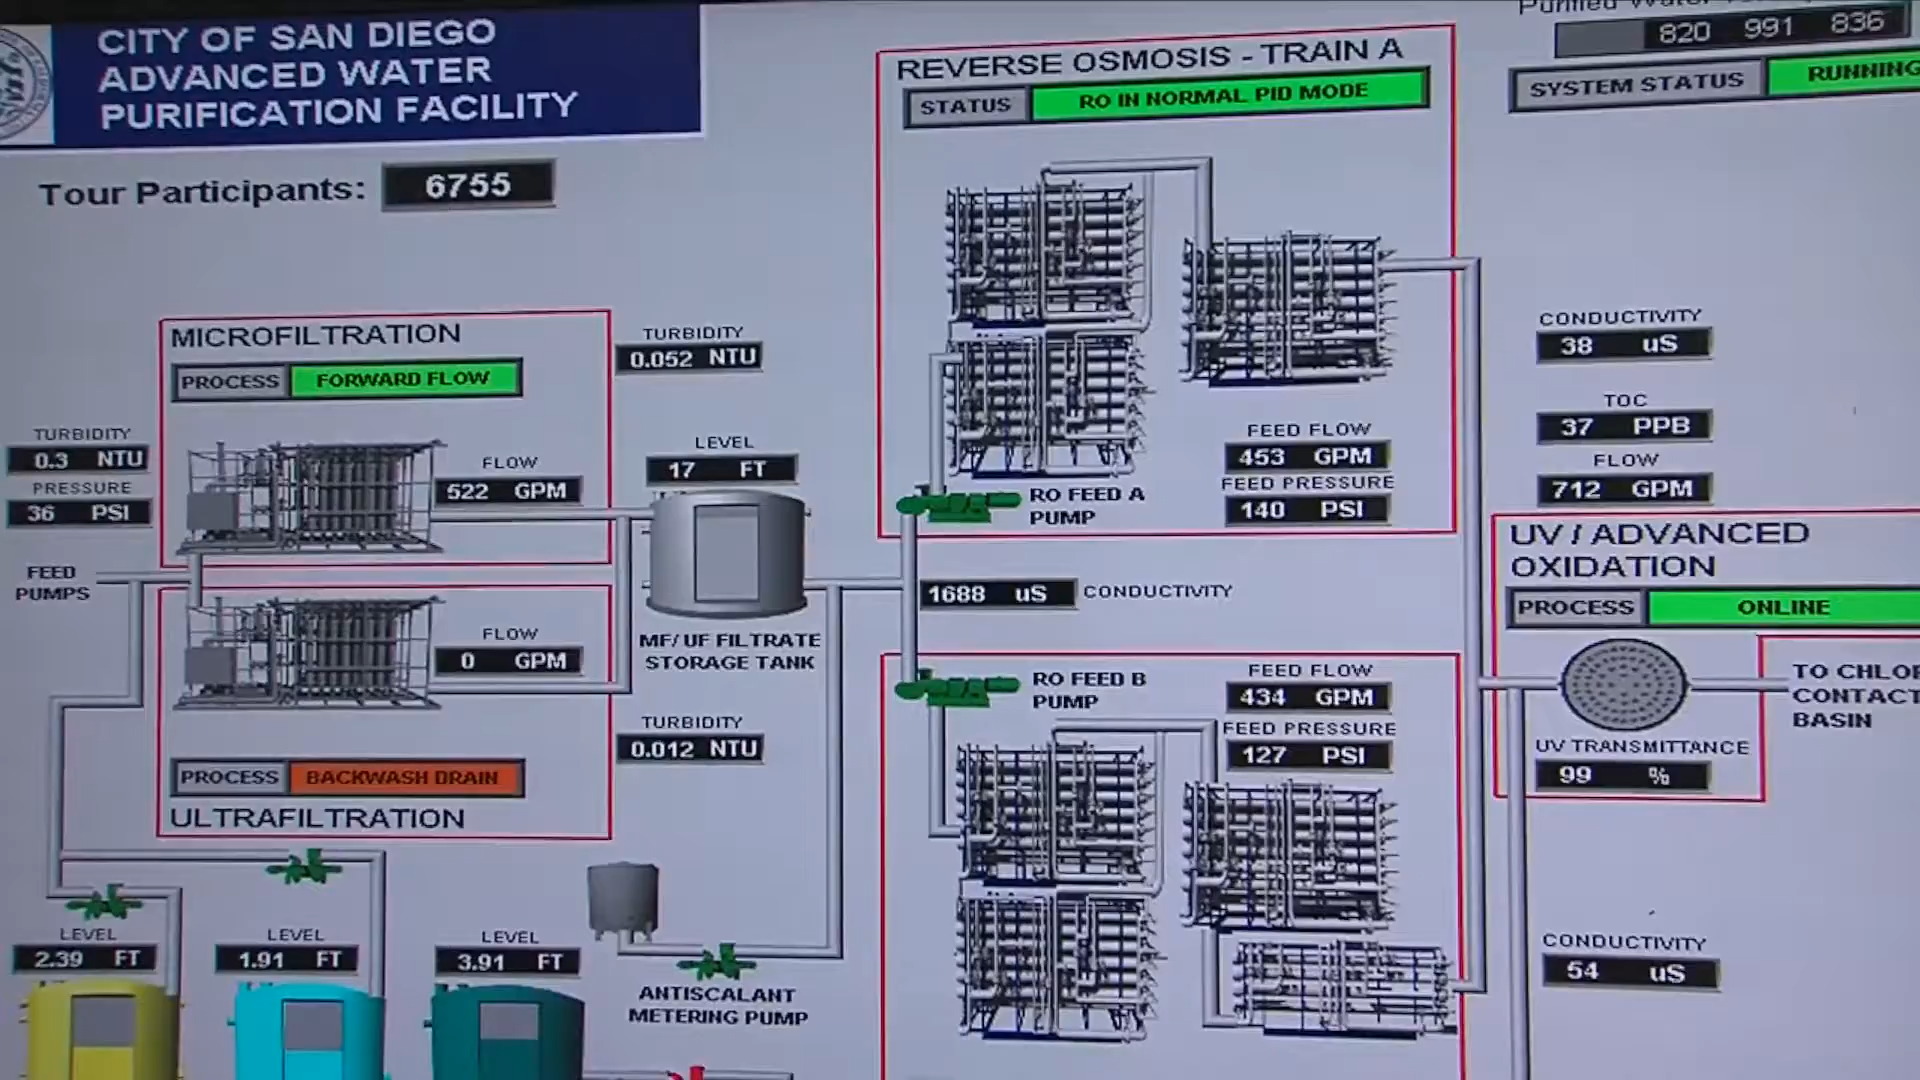 CITY OF SAN DIEGO
ADVANCED WATER
PURIFICATION FACILITY
Tour Participants: 6755
MICROFILTRATION
PROCESS FORWARD FLOW
TURBIDITY
0.052 NTU
TURBIDITY
0.3 NTU
PRESSURE
36 PSI
FLOW
522 GPM
LEVEL
17 FT
FEED
PUMPS
FLOW
0 GPM
MF/ UF FILTRATE
STORAGE TANK
TURBIDITY
0.012 NTU
PROCESS BACKWASH DRAIN
ULTRAFILTRATION
LEVEL
2.39 FT
LEVEL
1.91 FT
LEVEL
3.91 FT
ANTISCALANT
METERING PUMP
REVERSE OSMOSIS - TRAIN A
STATUS RO IN NORMAL PID MODE
FEED FLOW
453 GPM
FEED PRESSURE
140 PSI
RO FEED A
PUMP
1688 uS CONDUCTIVITY
RO FEED B
PUMP
FEED FLOW
434 GPM
FEED PRESSURE
127 PSI
Purified Water
820 991 836
SYSTEM STATUS RUNNING
CONDUCTIVITY
38 uS
TOC
37 PPB
FLOW
712 GPM
UV / ADVANCED
OXIDATION
PROCESS ONLINE
TO CHLOR
CONTACT
BASIN
UV TRANSMITTANCE
99 %
CONDUCTIVITY
54 uS